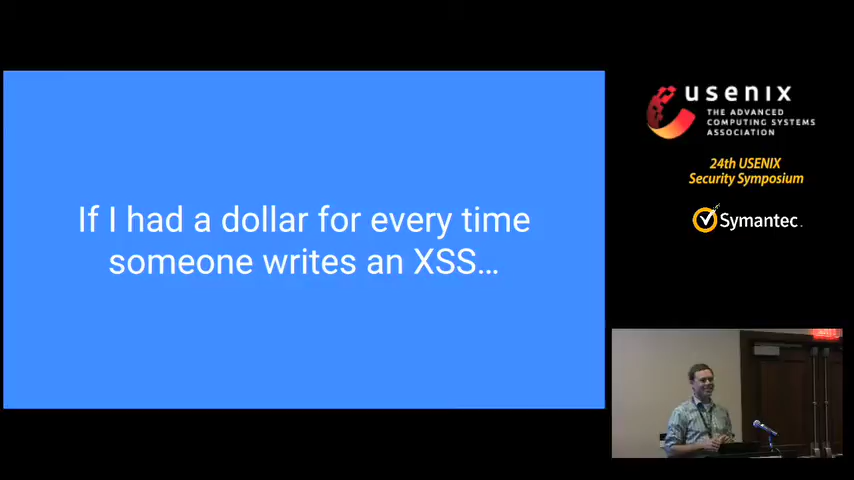 If I had a dollar for every time
someone writes an XSS...
usenix
THE ADVANCED
COMPUTING SYSTEMS
ASSOCIATION
24th USENIX
Security Symposium
Symantec.